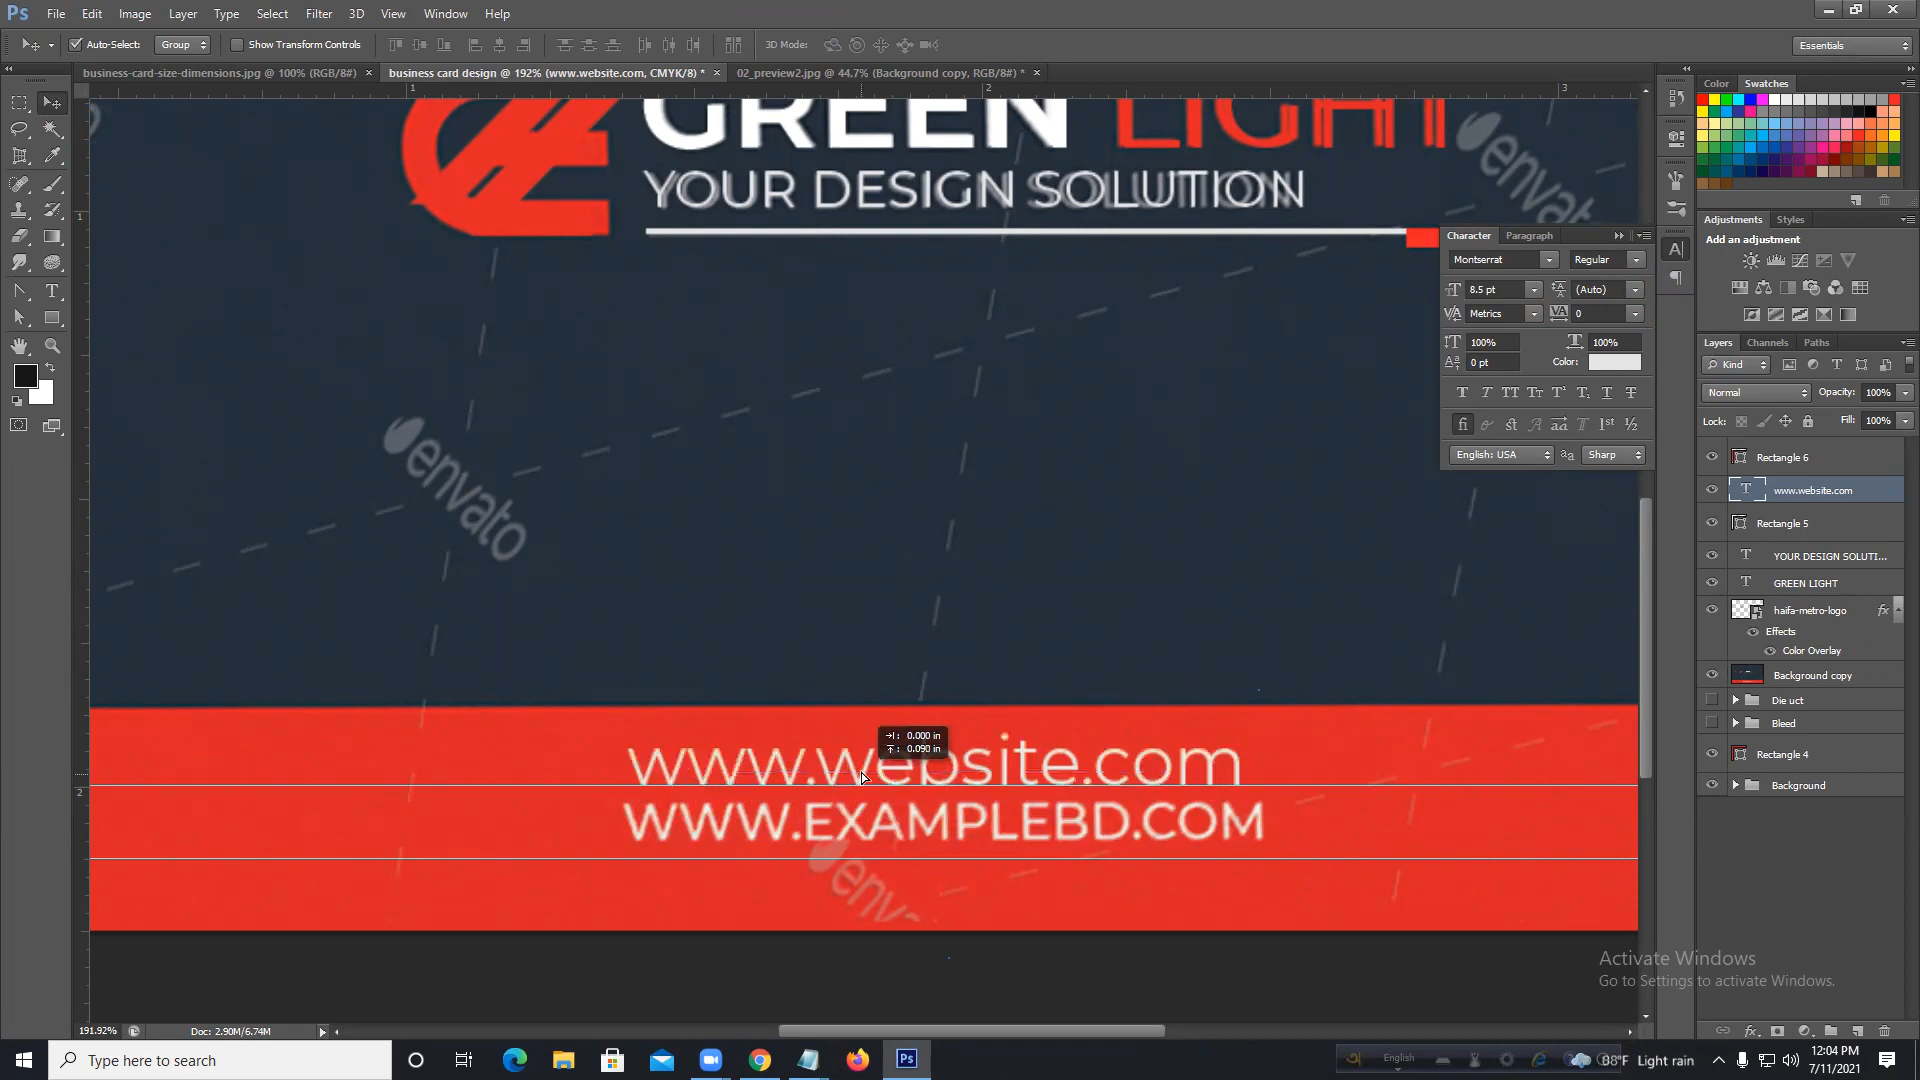 Ps File Edit Image Layer Type Select Filter 3D View Window Help
Auto-Select: Group Show Transform Controls 3D Mode: Essentials
business-card-size-dimensions.jpg @ 100% (RGB/8#) × business card design @ 192% (www.website.com, CMYK/8) * × 02_preview2.jpg @ 44.7% (Background copy, RGB/8#) * ×
1 2 3
Color Swatches
GREEN LIGHT
YOUR DESIGN SOLUTION
envato
Character Paragraph
Montserrat Regular
8.5 pt (Auto)
Metrics 0
100% 100%
0 pt Color:
English: USA Sharp
Adjustments Styles
Add an adjustment
Layers Channels Paths
Kind
Normal Opacity: 100%
Lock: Fill: 100%
Rectangle 6
www.website.com
Rectangle 5
YOUR DESIGN SOLUTI...
GREEN LIGHT
haifa-metro-logo fx
Effects
Color Overlay
Background copy
Die uct
Bleed
Rectangle 4
Background
envato
1
2
0.000 in
0.090 in
www.website.com
WWW.EXAMPLEBD.COM
Activate Windows
Go to Settings to activate Windows.
191.92% Doc: 2.90M/6.74M
Type here to search
English
88°F Light rain
12:04 PM
7/11/2021